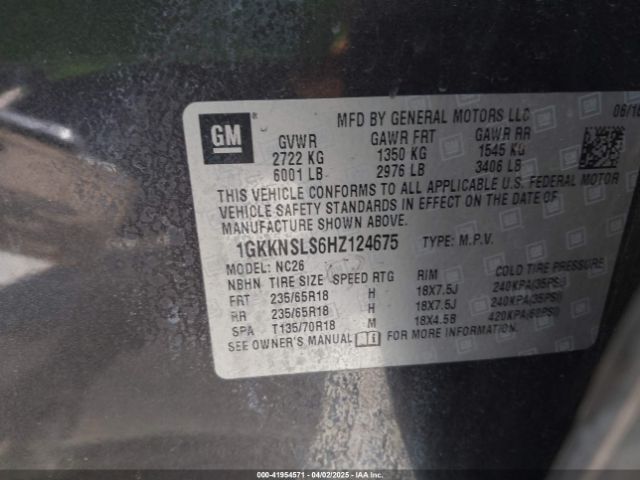 MFD BY GENERAL MOTORS LLC
GM
GVWR GAWR FRT GAWR RR
2722 KG 1350 KG 1545 KG
6001 LB 2976 LB 3406 LB
THIS VEHICLE CONFORMS TO ALL APPLICABLE U.S. FEDERAL MOTOR
VEHICLE SAFETY STANDARDS IN EFFECT ON THE DATE OF
MANUFACTURE SHOWN ABOVE.
1GKKNSLS6HZ124675 TYPE: M.P.V.
MODEL: NC26
NBHN TIRE SIZE SPEED RTG RIM COLD TIRE PRESSURE
FRT 235/65R18 H 18X7.5J 240KPA(35PSI)
RR 235/65R18 H 18X7.5J 240KPA(35PSI)
SPA T135/70R18 M 18X4.5B 420KPA(60PSI)
SEE OWNER'S MANUAL FOR MORE INFORMATION.
000-41954571 | 04/02/2025 - COPYRIGHT IAA, LLC.